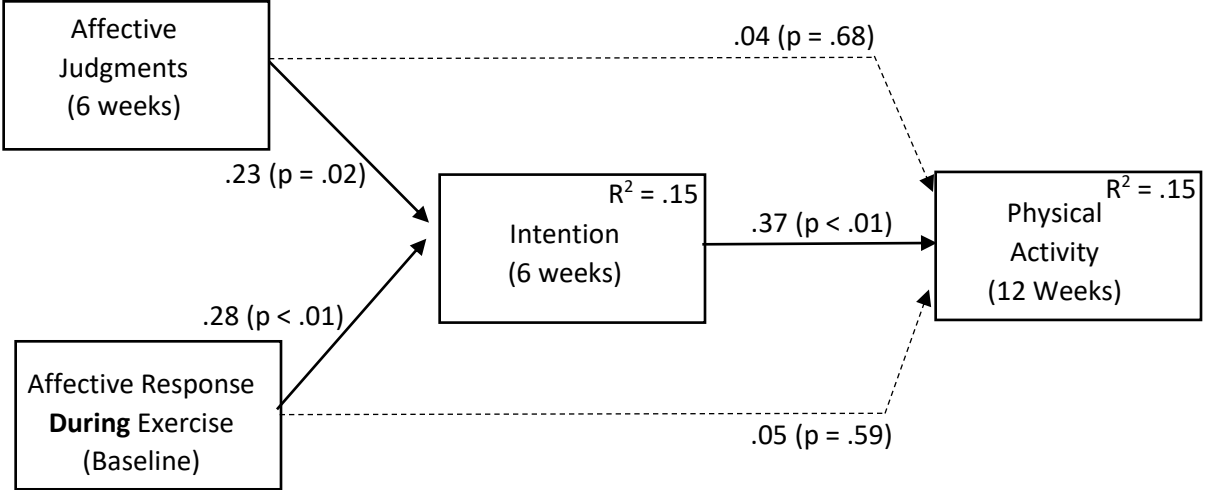 Affective
Judgments
(6 weeks)
.04 (p = .68)
.23 (p = .02)
R² = .15
Intention
(6 weeks)
.37 (p < .01)
R² = .15
Physical
Activity
(12 Weeks)
.28 (p < .01)
Affective Response
During Exercise
(Baseline)
.05 (p = .59)